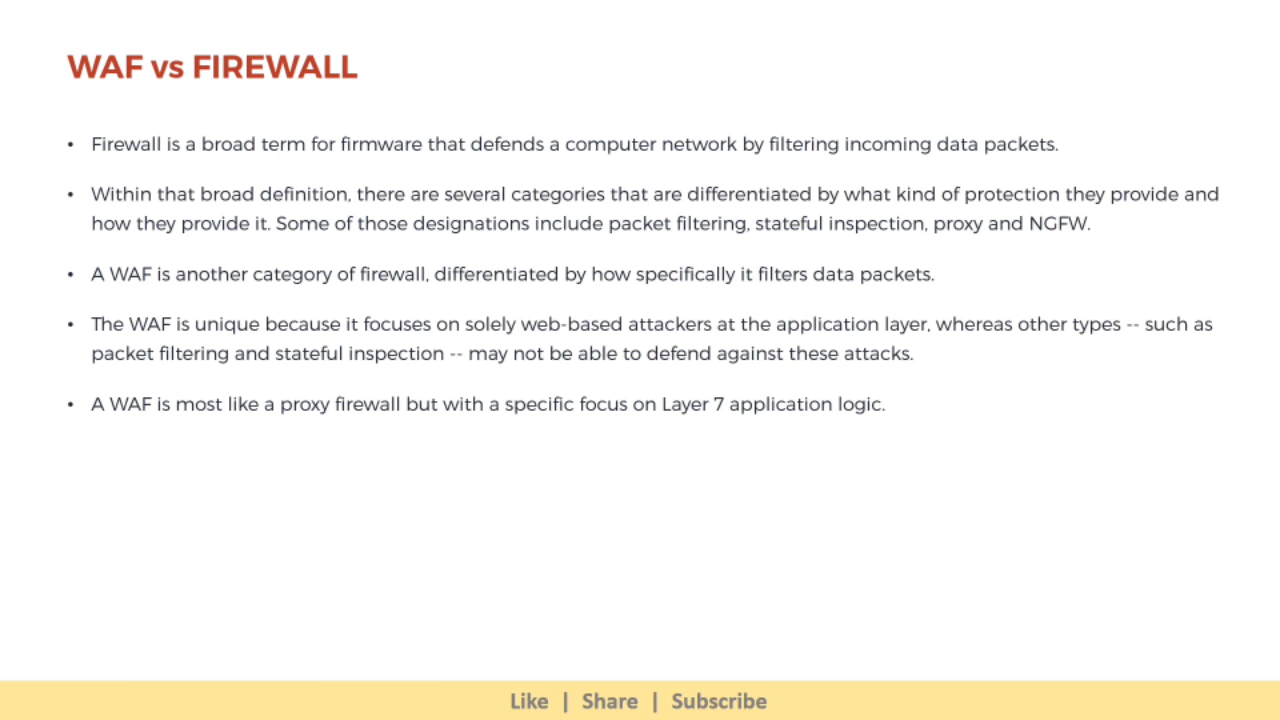 WAF vs FIREWALL
• Firewall is a broad term for firmware that defends a computer network by filtering incoming data packets.
• Within that broad definition, there are several categories that are differentiated by what kind of protection they provide and
how they provide it. Some of those designations include packet filtering, stateful inspection, proxy and NGFW.
• A WAF is another category of firewall, differentiated by how specifically it filters data packets.
• The WAF is unique because it focuses on solely web-based attackers at the application layer, whereas other types -- such as
packet filtering and stateful inspection -- may not be able to defend against these attacks.
• A WAF is most like a proxy firewall but with a specific focus on Layer 7 application logic.
Like | Share | Subscribe